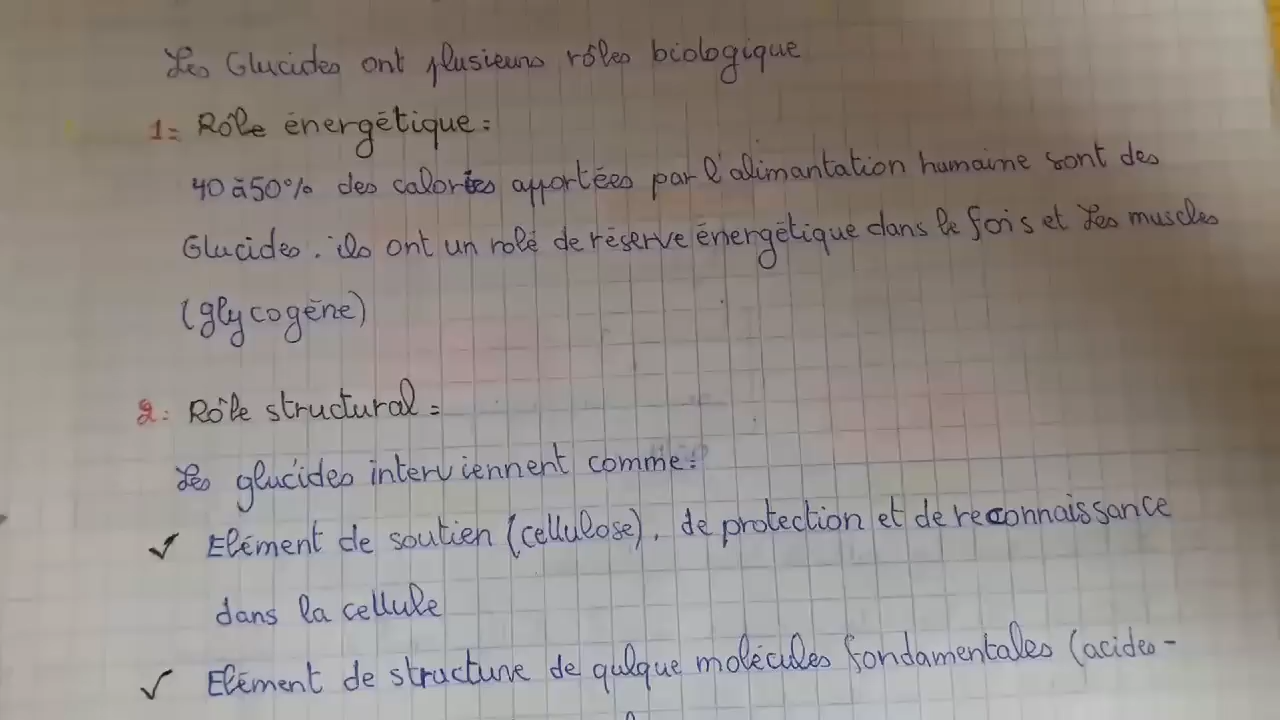 Les Glucides ont plusieurs rôles biologique
1= Rôle énergétique =
40 à 50% des calories apportées par l'alimantation humaine sont des
Glucides. ils ont un rolé de réserve énergétique dans le fois et Les muscles
(glycogène)
2= Rôle structural =
Les glucides interviennent comme:
✓ Elément de soutien (cellulose), de protection et de reconnaissance
dans la cellule
✓ Elément de structure de qulque molécules fondamentales (acides-